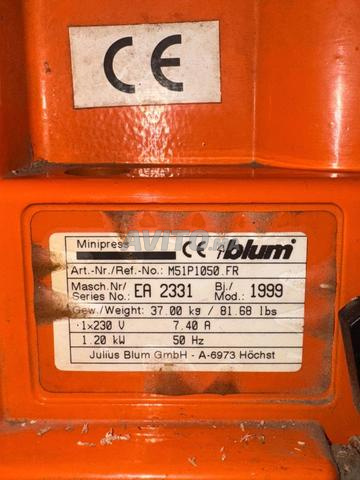 CE
Minipress CE blum
Art.-Nr./Ref.-No.: M51P1050.FR
Masch.Nr/ Series No.: EA 2331 Bj./ Mod.: 1999
Gew./Weight: 37.00 kg / 81.68 lbs
1x230 V 7.40 A
1.20 kW 50 Hz
Julius Blum GmbH - A-6973 Höchst